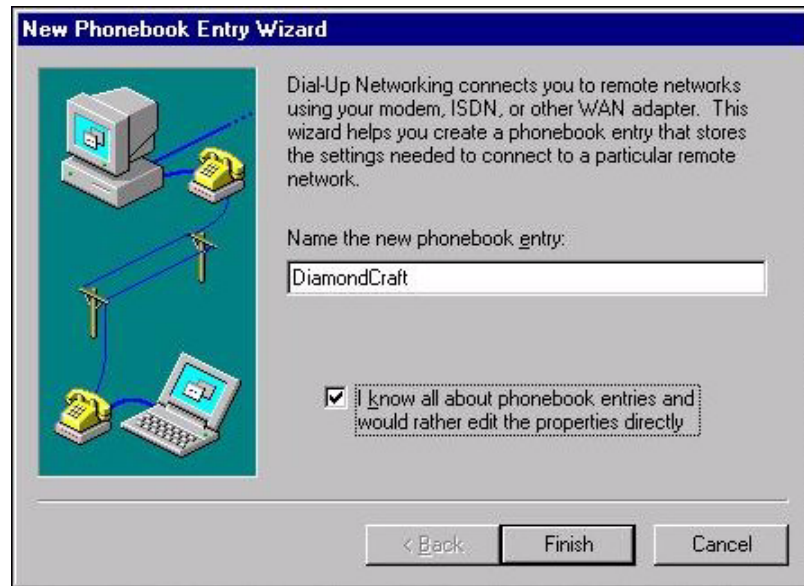 New Phonebook Entry Wizard
Dial-Up Networking connects you to remote networks
using your modem, ISDN, or other WAN adapter. This
wizard helps you create a phonebook entry that stores
the settings needed to connect to a particular remote
network.
Name the new phonebook entry:
DiamondCraft
I know all about phonebook entries and
would rather edit the properties directly
< Back
Finish
Cancel